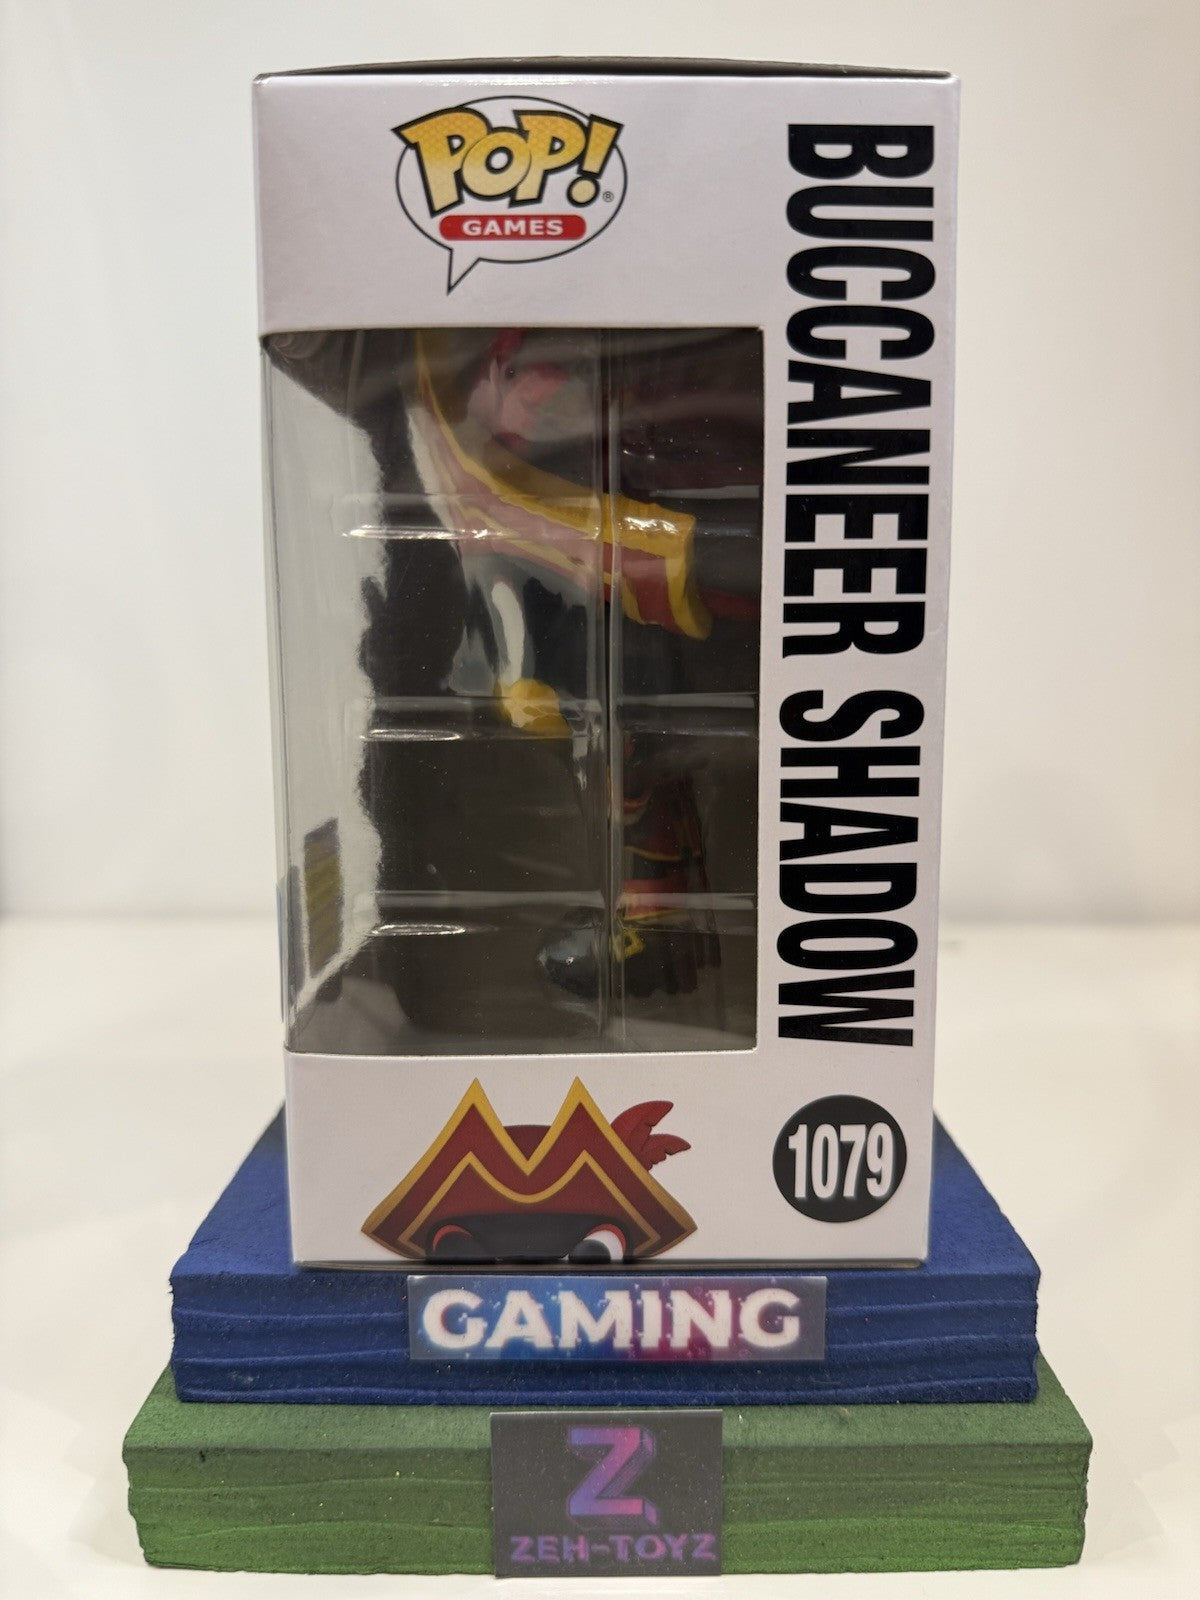 POP!®
GAMES
BUCCANEER SHADOW
1079
GAMING
Z
ZEH-TOYZ